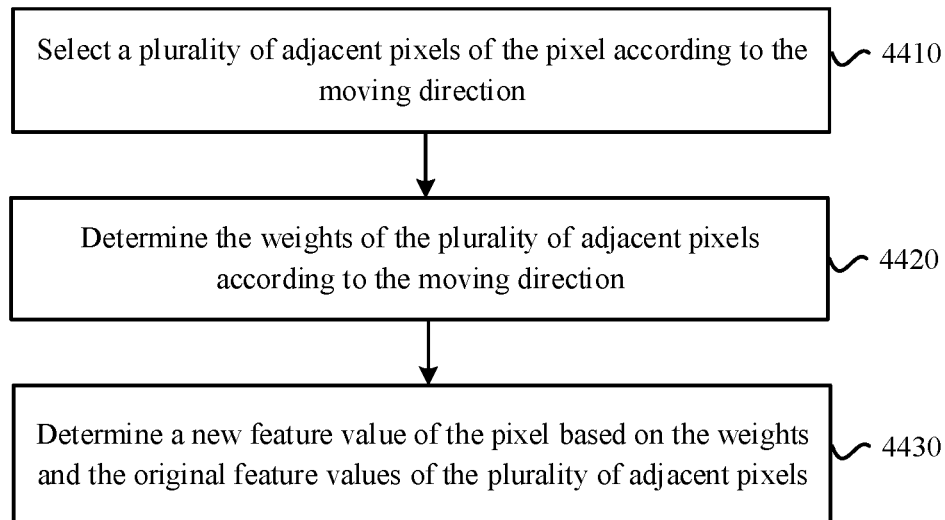 Select a plurality of adjacent pixels of the pixel according to the
moving direction
4410
Determine the weights of the plurality of adjacent pixels
according to the moving direction
4420
Determine a new feature value of the pixel based on the weights
and the original feature values of the plurality of adjacent pixels
4430